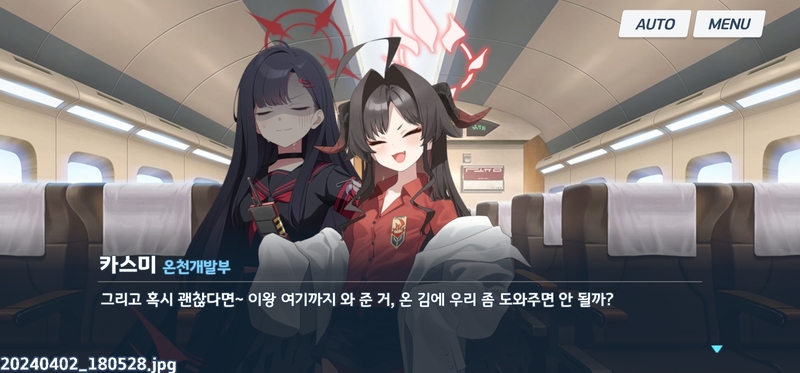 AUTO MENU
카스미 온천개발부
그리고 혹시 괜찮다면~ 이왕 여기까지 와 준 거, 온 김에 우리 좀 도와주면 안 될까?
20240402_180528.jpg